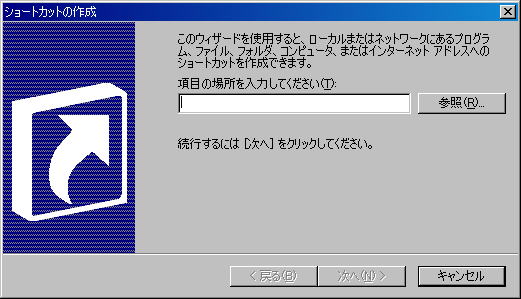 ショートカットの作成
このウィザードを使用すると、ローカルまたはネットワークにあるプログラ
ム、ファイル、フォルダ、コンピュータ、またはインターネット アドレスへの
ショートカットを作成できます。
項目の場所を入力してください(T):
参照(R)...
続行するには [次へ] をクリックしてください。
< 戻る(B)
次へ(N) >
キャンセル